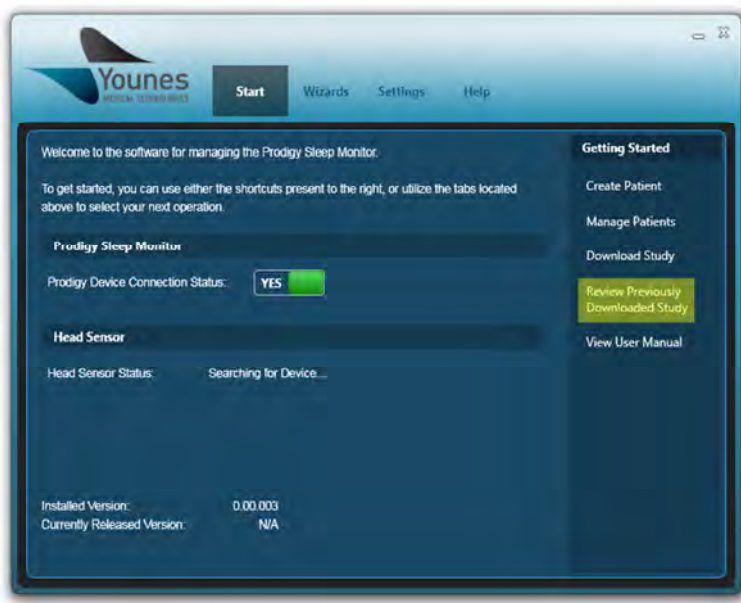 Younes
MEDICAL TECHNOLOGIES
Start
Wizards
Settings
Help
Welcome to the software for managing the Prodigy Sleep Monitor.
To get started, you can use either the shortcuts present to the right, or utilize the tabs located
above to select your next operation.
Prodigy Sleep Monitor
Prodigy Device Connection Status:
YES
Head Sensor
Head Sensor Status:
Searching for Device...
Installed Version:
0.00.003
Currently Released Version:
N/A
Getting Started
Create Patient
Manage Patients
Download Study
Review Previously
Downloaded Study
View User Manual